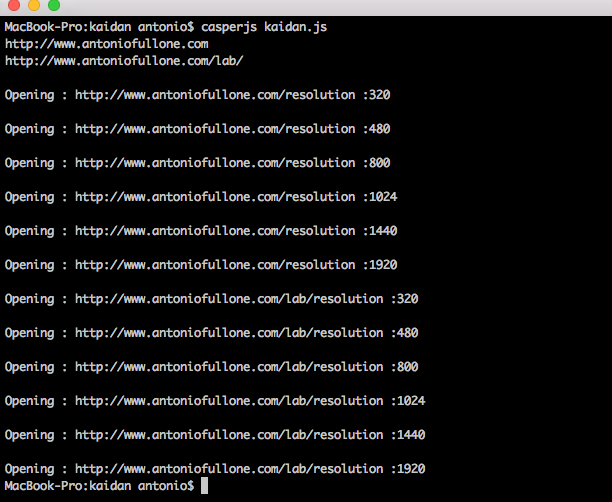 MacBook-Pro:kaidan antonio$ casperjs kaidan.js
http://www.antoniofullone.com
http://www.antoniofullone.com/lab/
Opening : http://www.antoniofullone.com/resolution :320
Opening : http://www.antoniofullone.com/resolution :480
Opening : http://www.antoniofullone.com/resolution :800
Opening : http://www.antoniofullone.com/resolution :1024
Opening : http://www.antoniofullone.com/resolution :1440
Opening : http://www.antoniofullone.com/resolution :1920
Opening : http://www.antoniofullone.com/lab/resolution :320
Opening : http://www.antoniofullone.com/lab/resolution :480
Opening : http://www.antoniofullone.com/lab/resolution :800
Opening : http://www.antoniofullone.com/lab/resolution :1024
Opening : http://www.antoniofullone.com/lab/resolution :1440
Opening : http://www.antoniofullone.com/lab/resolution :1920
MacBook-Pro:kaidan antonio$